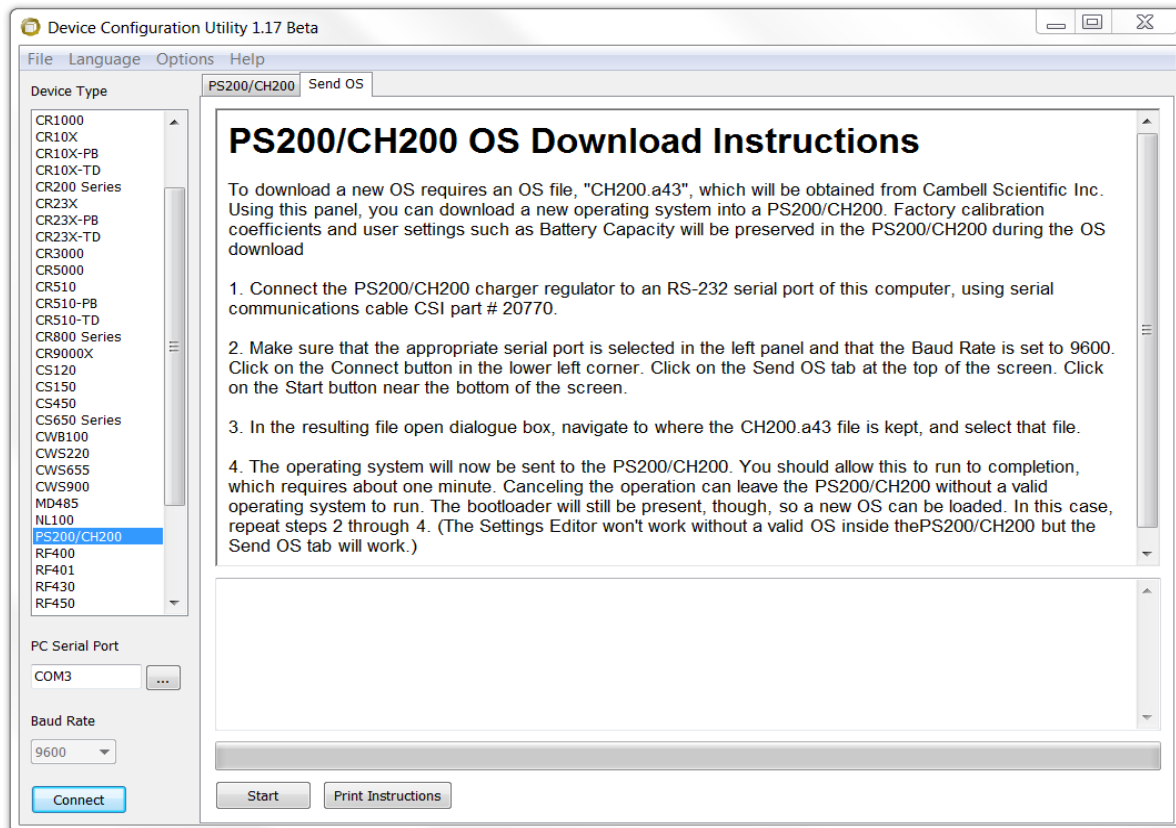 Device Configuration Utility 1.17 Beta
File Language Options Help
Device Type
CR1000
CR10X
CR10X-PB
CR10X-TD
CR200 Series
CR23X
CR23X-PB
CR23X-TD
CR3000
CR5000
CR510
CR510-PB
CR510-TD
CR800 Series
CR9000X
CS120
CS150
CS450
CS650 Series
CWB100
CWS220
CWS655
CWS900
MD485
NL100
PS200/CH200
RF400
RF401
RF430
RF450
PC Serial Port
COM3
...
Baud Rate
9600
Connect
PS200/CH200 Send OS
PS200/CH200 OS Download Instructions
To download a new OS requires an OS file, "CH200.a43", which will be obtained from Cambell Scientific Inc.
Using this panel, you can download a new operating system into a PS200/CH200. Factory calibration
coefficients and user settings such as Battery Capacity will be preserved in the PS200/CH200 during the OS
download
1. Connect the PS200/CH200 charger regulator to an RS-232 serial port of this computer, using serial
communications cable CSI part # 20770.
2. Make sure that the appropriate serial port is selected in the left panel and that the Baud Rate is set to 9600.
Click on the Connect button in the lower left corner. Click on the Send OS tab at the top of the screen. Click
on the Start button near the bottom of the screen.
3. In the resulting file open dialogue box, navigate to where the CH200.a43 file is kept, and select that file.
4. The operating system will now be sent to the PS200/CH200. You should allow this to run to completion,
which requires about one minute. Canceling the operation can leave the PS200/CH200 without a valid
operating system to run. The bootloader will still be present, though, so a new OS can be loaded. In this case,
repeat steps 2 through 4. (The Settings Editor won't work without a valid OS inside thePS200/CH200 but the
Send OS tab will work.)
Start
Print Instructions